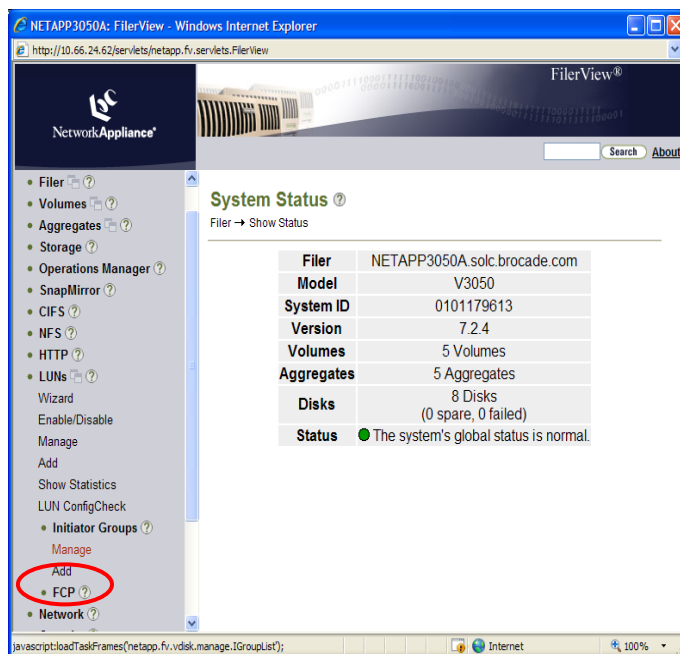 NETAPP3050A: FilerView - Windows Internet Explorer
http://10.66.24.62/servlets/netapp.fv.servlets.FilerView
FilerView®
NetworkAppliance®
Search About
Filer
Volumes
Aggregates
Storage
Operations Manager
SnapMirror
CIFS
NFS
HTTP
LUNs
Wizard
Enable/Disable
Manage
Add
Show Statistics
LUN ConfigCheck
Initiator Groups
Manage
Add
FCP
Network
System Status
Filer → Show Status
Filer NETAPP3050A.solc.brocade.com
Model V3050
System ID 0101179613
Version 7.2.4
Volumes 5 Volumes
Aggregates 5 Aggregates
Disks 8 Disks
(0 spare, 0 failed)
Status The system's global status is normal.
javascript:loadTaskFrames('netapp.fv.vdisk.manage.IGroupList');
Internet
100%